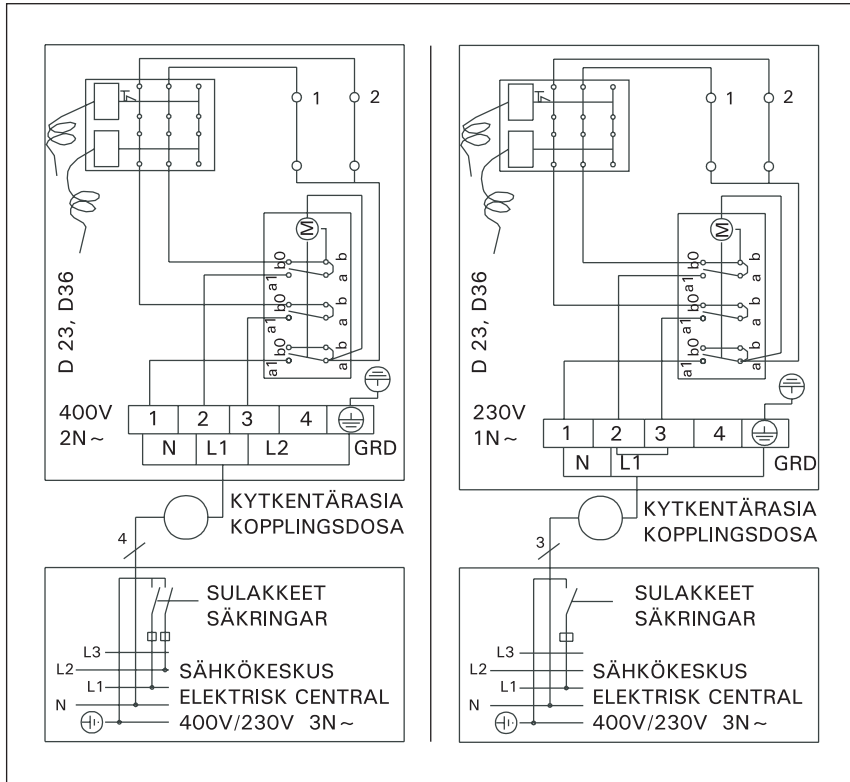 1 2
M
b0 b
a1 a
b0 b
a1 a
b0 b
a1 a
D 23, D36
400V
2N ~
1 2 3 4
N L1 L2 GRD
KYTKENTÄRASIA
KOPPLINGSDOSA
4
SULAKKEET
SÄKRINGAR
L3
L2
L1
N
SÄHKÖKESKUS
ELEKTRISK CENTRAL
400V/230V 3N ~
1 2
M
b0 b
a1 a
b0 b
a1 a
b0 b
a1 a
D 23, D36
230V
1N ~
1 2 3 4
N L1 GRD
KYTKENTÄRASIA
KOPPLINGSDOSA
3
SULAKKEET
SÄKRINGAR
L3
L2
L1
N
SÄHKÖKESKUS
ELEKTRISK CENTRAL
400V/230V 3N ~